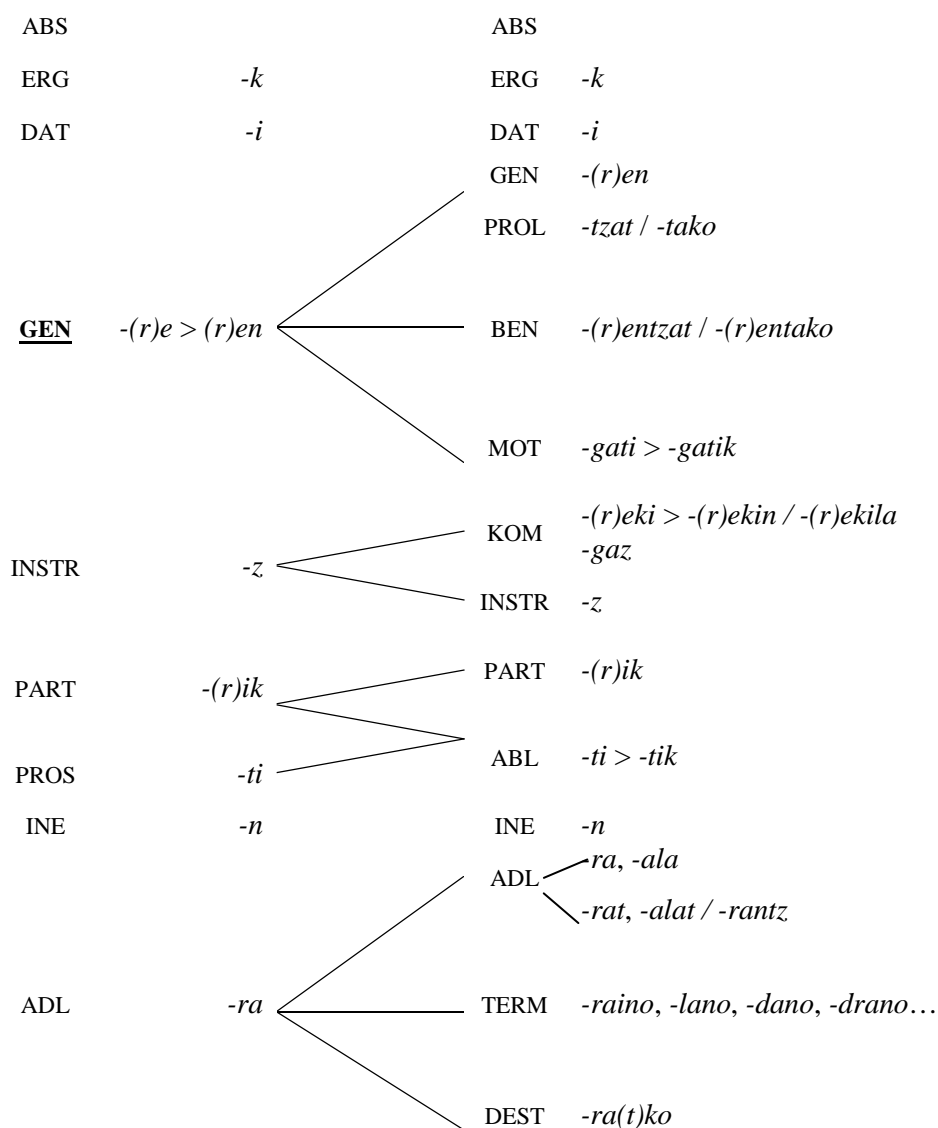 ABS ABS
ERG -k ERG -k
DAT -i DAT -i
GEN -(r)en
PROL -tzat / -tako
GEN -(r)e > (r)en BEN -(r)entzat / -(r)entako
MOT -gati > -gatik
-(r)eki > -(r)ekin / -(r)ekila
KOM
-gaz
INSTR -z
INSTR -z
PART -(r)ik
PART -(r)ik
ABL -ti > -tik
PROS -ti
INE -n INE -n
-ra, -ala
ADL
-rat, -alat / -rantz
ADL -ra TERM -raino, -lano, -dano, -drano…
DEST -ra(t)ko